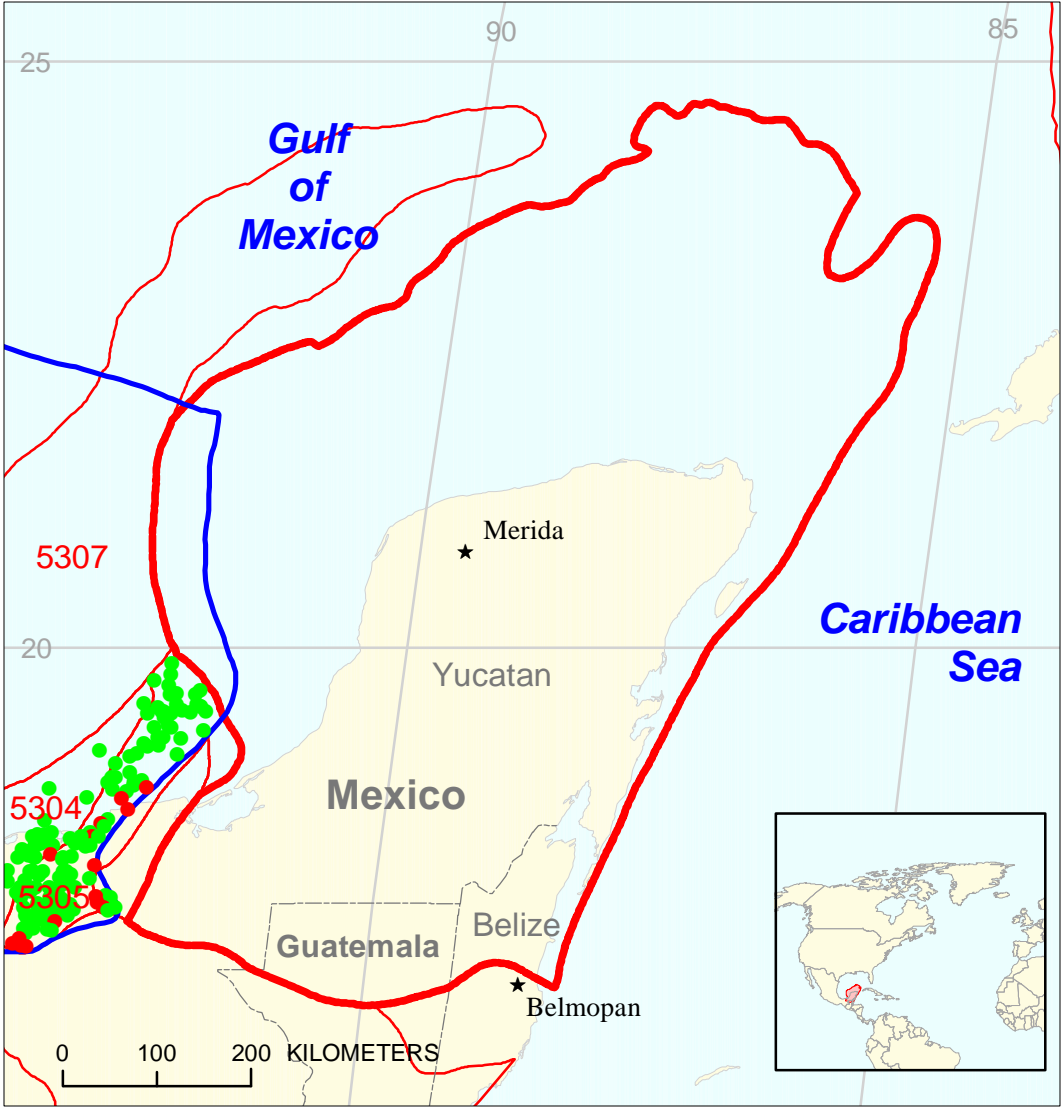 90
85
25
Gulf
of
Mexico
Merida
5307
Caribbean
Sea
20
Yucatan
Mexico
5304
5305
Belize
Guatemala
Belmopan
0 100 200 KILOMETERS